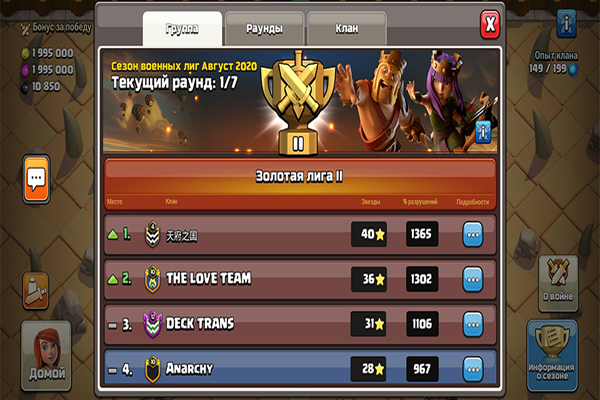 Группа
Раунды
Клан
X
Бонус за победу
1 995 000
1 995 000
10 850
Сезон военных лиг Август 2020
Текущий раунд: 1/7
II
Опыт клана
149 / 199
Золотая лига II
Место Клан Звезды % разрушений Подробности
1. 天府之国 40 1365
2. THE LOVE TEAM 36 1302
3. DECK TRANS 31 1106
4. ANARCHY 28 967
О войне
Домой
Информация
о сезоне